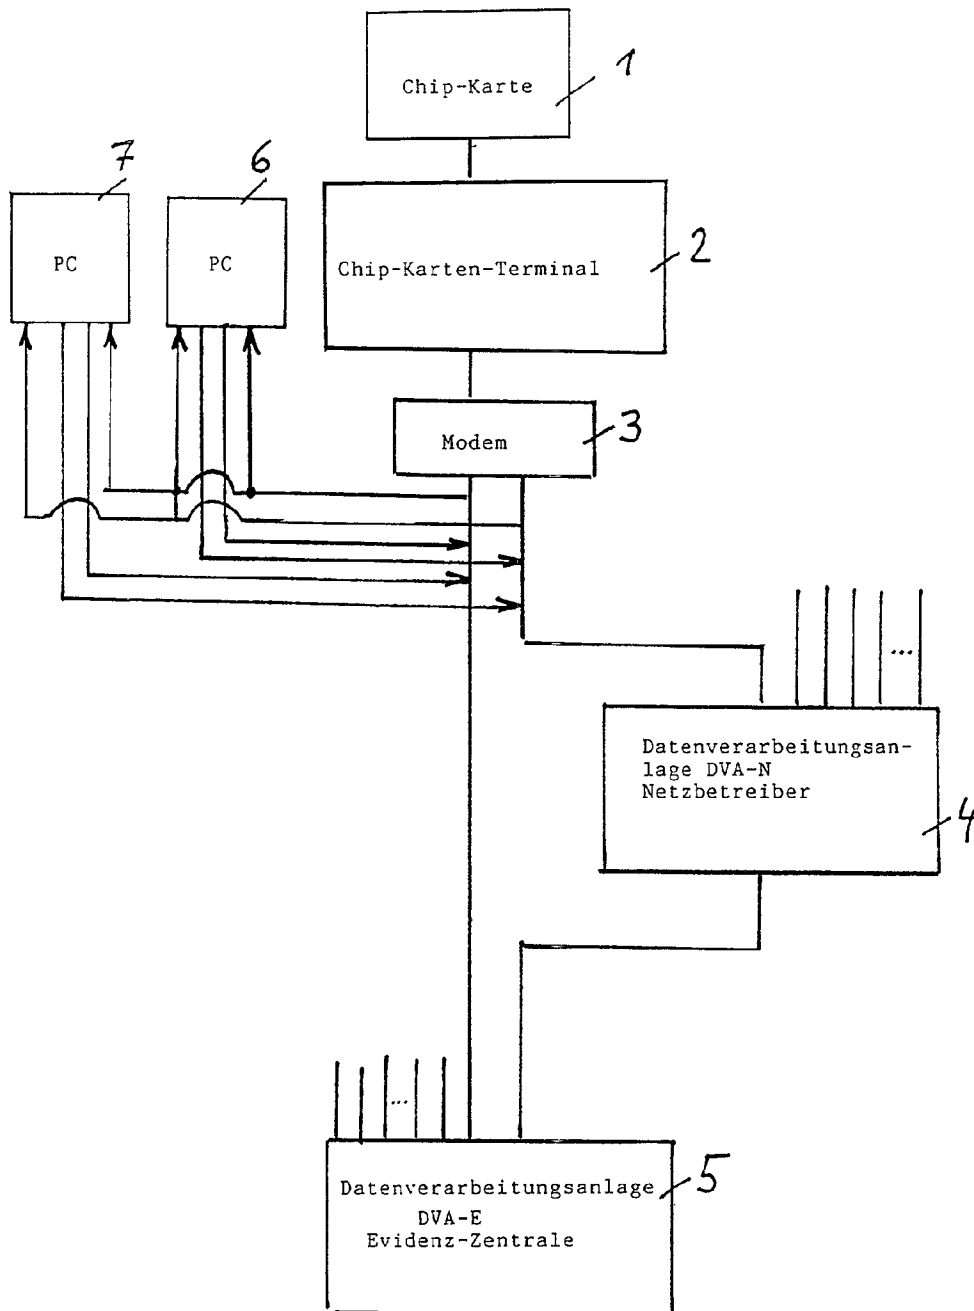 Chip-Karte
1
7
6
PC
PC
Chip-Karten-Terminal
2
Modem
3
...
Datenverarbeitungsan-
lage DVA-N
Netzbetreiber
4
...
Datenverarbeitungsanlage
DVA-E
Evidenz-Zentrale
5